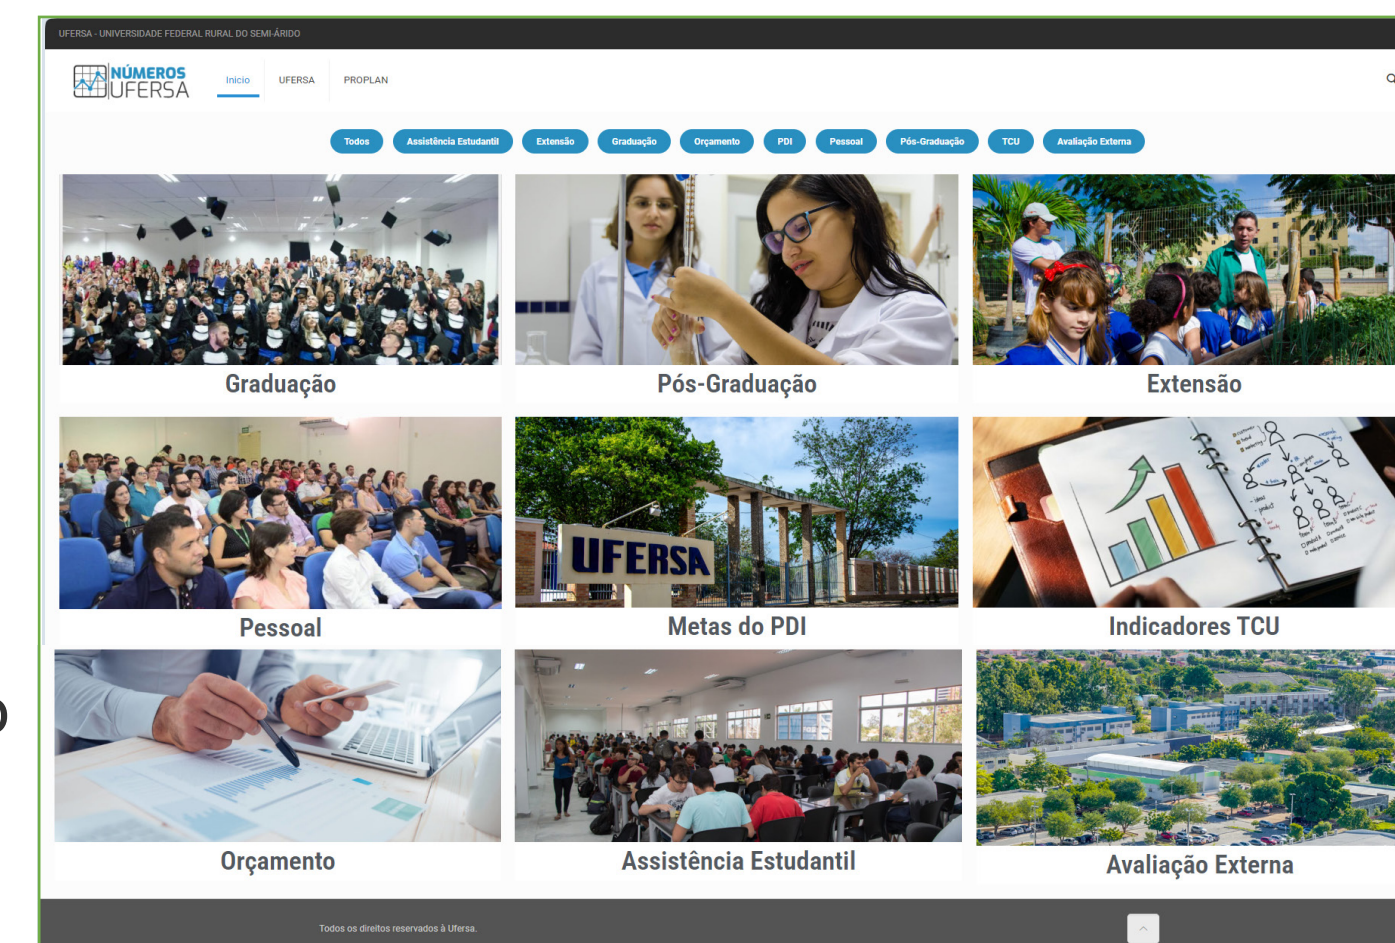 UFERSA - UNIVERSIDADE FEDERAL RURAL DO SEMI-ÁRIDO
NÚMEROS
UFERSA
Inicio UFERSA PROPLAN
Todos Assistência Estudantil Extensão Graduação Orçamento PDI Pessoal Pós-Graduação TCU Avaliação Externa
Graduação Pós-Graduação Extensão
UFERSA
Pessoal Metas do PDI Indicadores TCU
Orçamento Assistência Estudantil Avaliação Externa
Todos os direitos reservados à Ufersa.